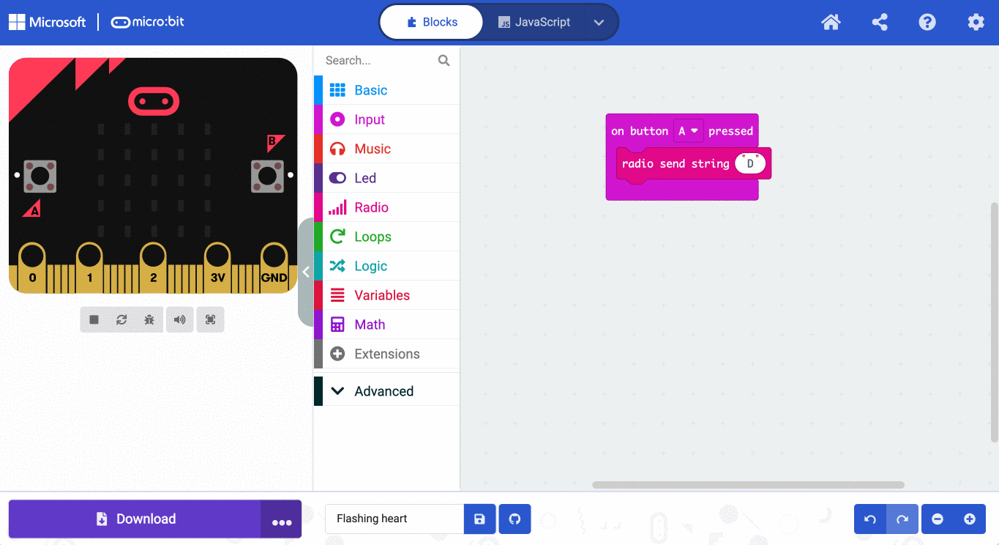 Microsoft | micro:bit
Blocks
JavaScript
Search...
Basic
Input
Music
Led
Radio
Loops
Logic
Variables
Math
Extensions
Advanced
B
A
0 1 2 3V GND
on button A pressed
radio send string "D"
Download
Flashing heart